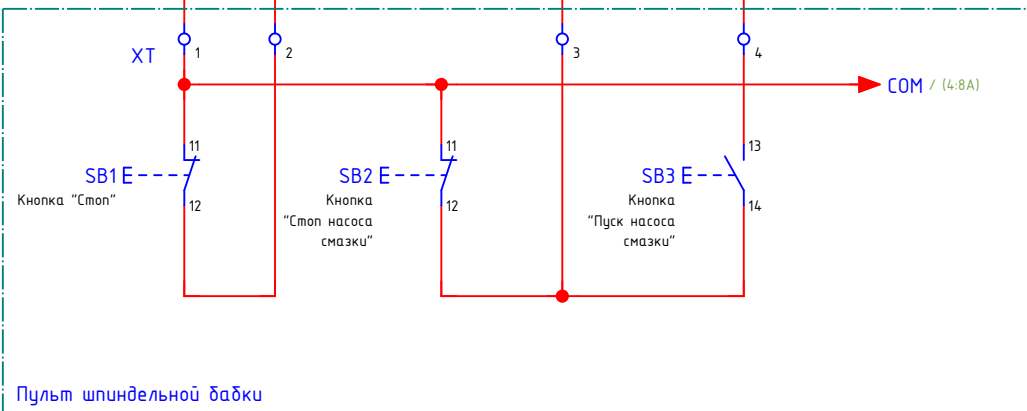 XT
1
2
3
4
COM / (4:8A)
11
SB1
Кнопка "Стоп"
12
11
SB2
Кнопка
"Стоп насоса
смазки"
12
13
SB3
Кнопка
"Пуск насоса
смазки"
14
Пульт шпиндельной бабки